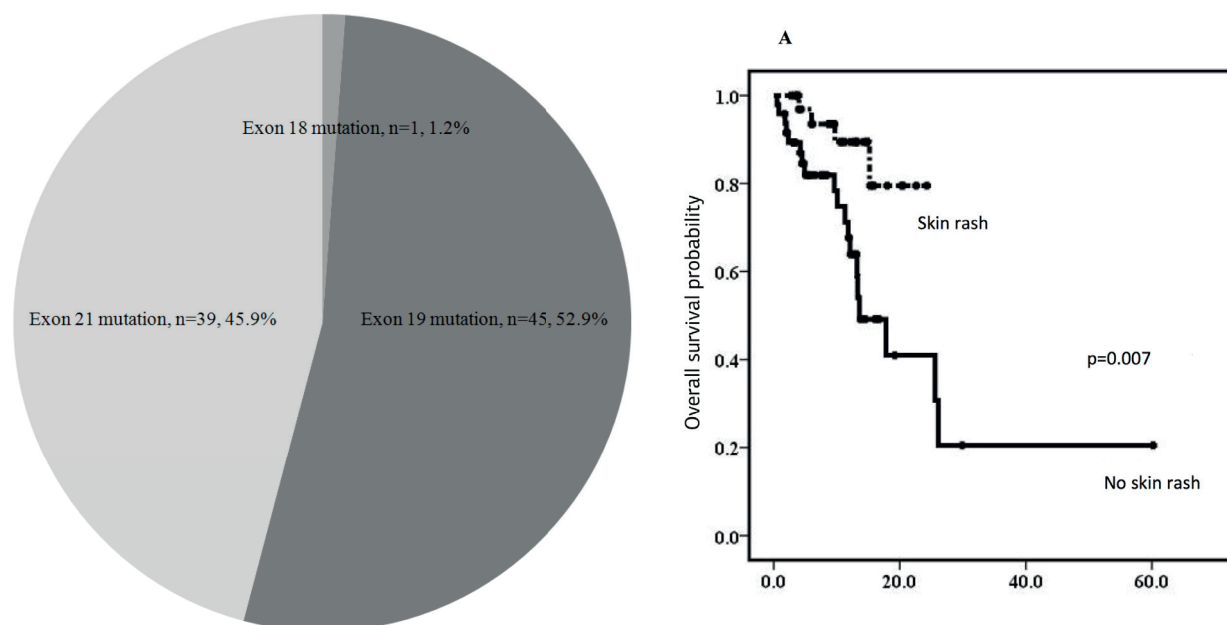 Exon 18 mutation, n=1, 1.2%
Exon 21 mutation, n=39, 45.9%
Exon 19 mutation, n=45, 52.9%
A
Overall survival probability
1.0
0.8
0.6
0.4
0.2
0.0
Skin rash
p=0.007
No skin rash
0.0 20.0 40.0 60.0